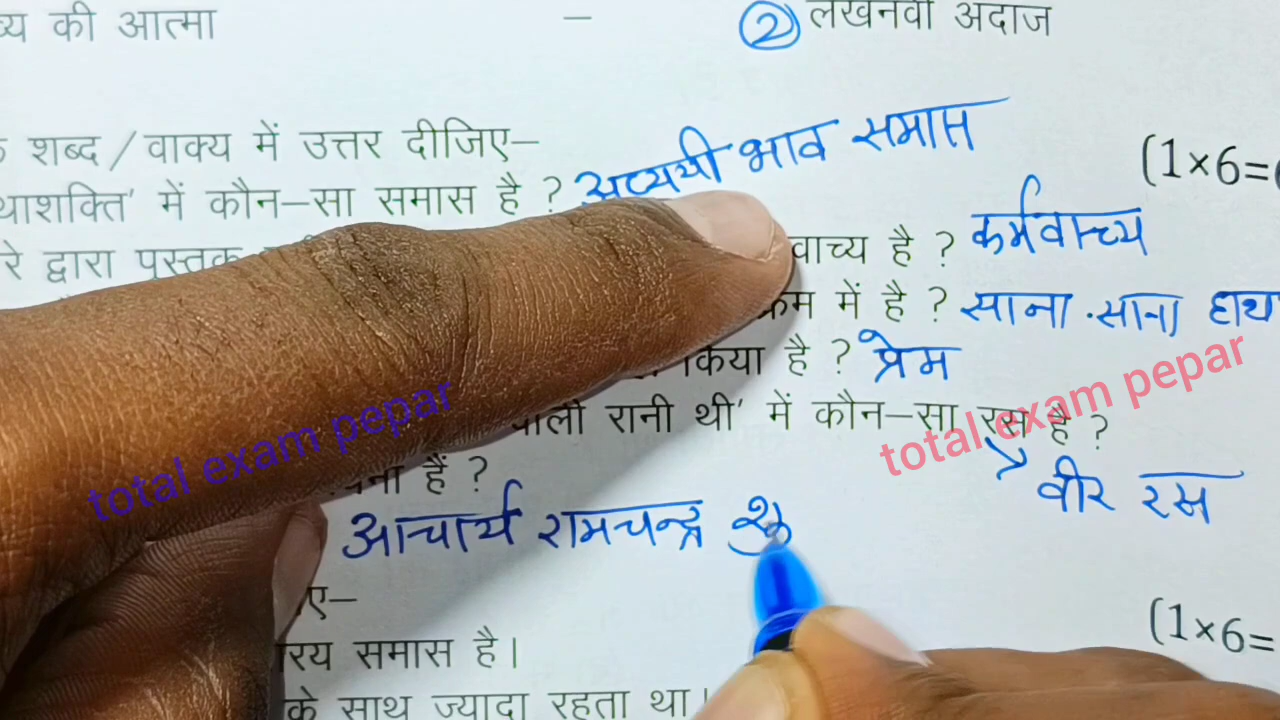 य की आत्मा – ② लखनवी अंदाज
शब्द / वाक्य में उत्तर दीजिए–
थाशक्ति' में कौन–सा समास है ? अव्ययी भाव समास (1×6=
रे द्वारा पुस्तक वाच्य है ? कर्मवाच्य
क्रम में है ? साना .साना हाथ
किया है ? प्रेम
वाली रानी थी' में कौन–सा रस है ?
वीर रस
हैं ?
आचार्य रामचन्द्र शु
ए–
(1×6=
रय समास है।
के साथ ज्यादा रहता था।
total exam pepar
total exam pepar